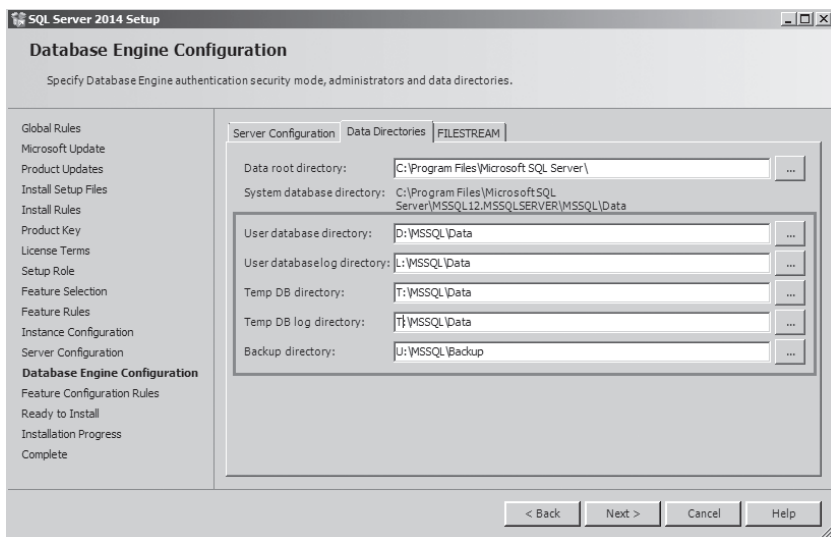 SQL Server 2014 Setup
Database Engine Configuration
Specify Database Engine authentication security mode, administrators and data directories.
Global Rules
Microsoft Update
Product Updates
Install Setup Files
Install Rules
Product Key
License Terms
Setup Role
Feature Selection
Feature Rules
Instance Configuration
Server Configuration
Database Engine Configuration
Feature Configuration Rules
Ready to Install
Installation Progress
Complete
Server Configuration Data Directories FILESTREAM
Data root directory: C:\Program Files\Microsoft SQL Server\ ...
System database directory: C:\Program Files\Microsoft SQL
Server\MSSQL12.MSSQLSERVER\MSSQL\Data
User database directory: D:\MSSQL\Data ...
User databaselog directory: L:\MSSQL\Data ...
Temp DB directory: T:\MSSQL\Data ...
Temp DB log directory: T:\MSSQL\Data ...
Backup directory: U:\MSSQL\Backup ...
< Back Next > Cancel Help